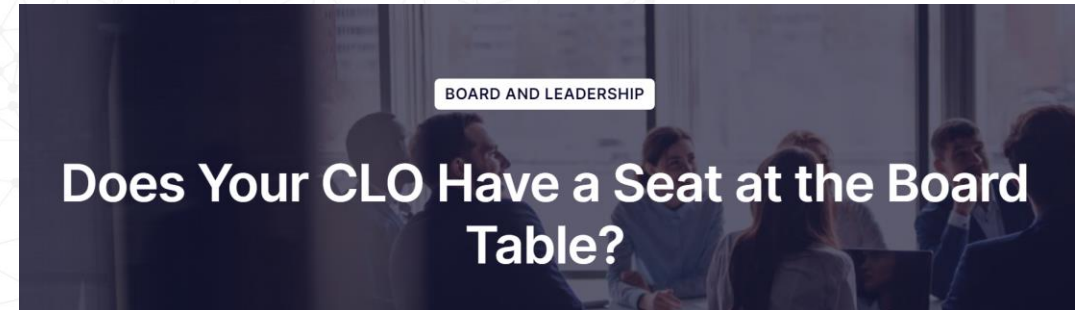 BOARD AND LEADERSHIP
Does Your CLO Have a Seat at the Board
Table?